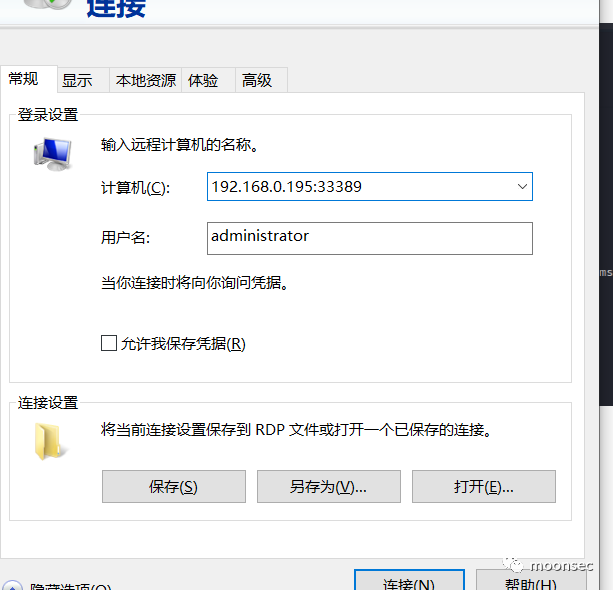 连接
常规 显示 本地资源 体验 高级
登录设置
输入远程计算机的名称。
计算机(C): 192.168.0.195:33389
用户名: administrator
当你连接时将向你询问凭据。
允许我保存凭据(R)
连接设置
将当前连接设置保存到 RDP 文件或打开一个已保存的连接。
保存(S) 另存为(V)... 打开(E)...
隐藏选项(O) 连接(N) 帮助(H)
moonsec
ms